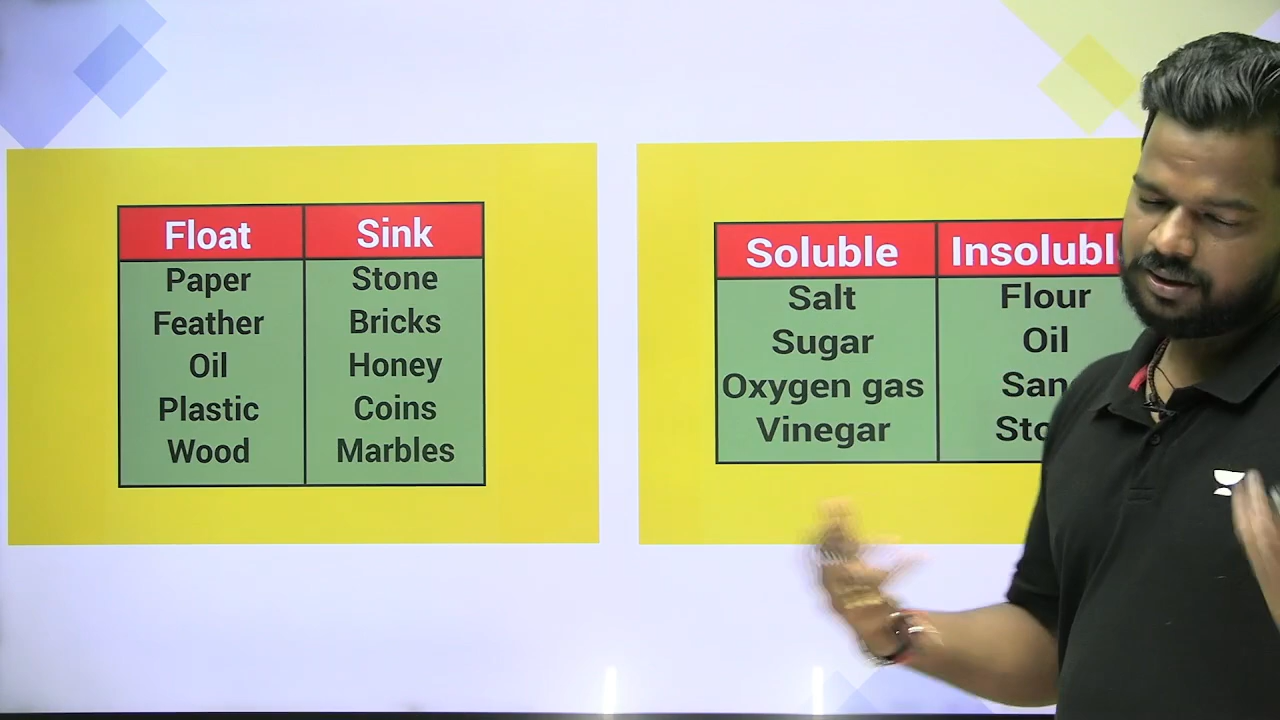 Float Sink
Paper Stone
Feather Bricks
Oil Honey
Plastic Coins
Wood Marbles
Soluble
Salt Flour
Sugar Oil
Oxygen gas
Vinegar